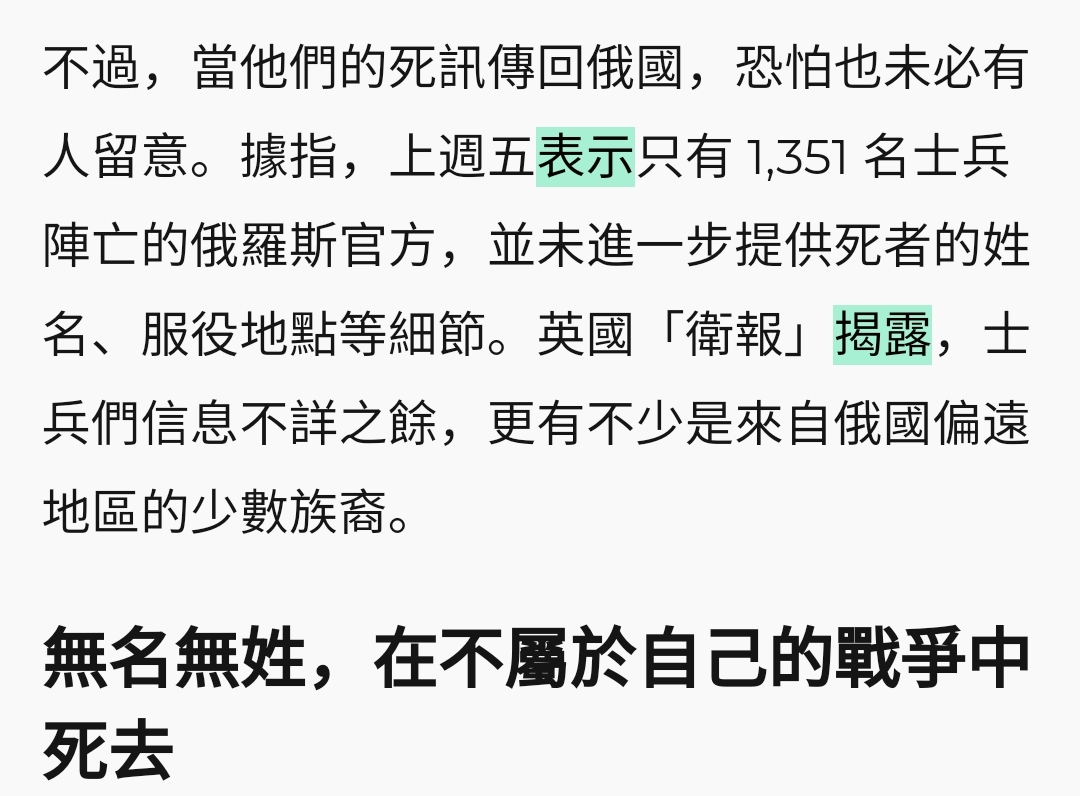 不過，當他們的死訊傳回俄國，恐怕也未必有
人留意。據指，上週五表示只有 1,351 名士兵
陣亡的俄羅斯官方，並未進一步提供死者的姓
名、服役地點等細節。英國「衛報」揭露，士
兵們信息不詳之餘，更有不少是來自俄國偏遠
地區的少數族裔。
無名無姓，在不屬於自己的戰爭中
死去